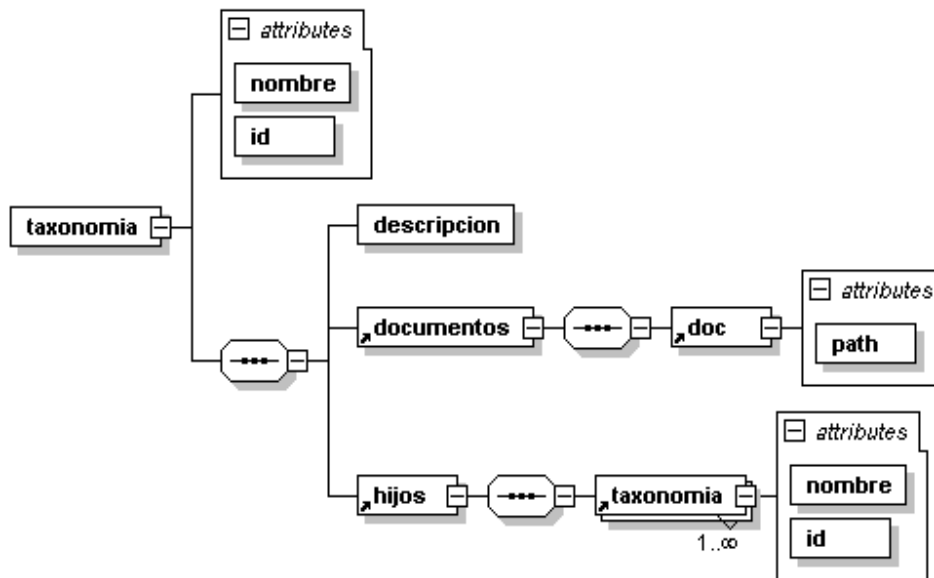 attributes
nombre
id
taxonomia
descripcion
documentos
doc
attributes
path
hijos
taxonomia
1..∞
attributes
nombre
id